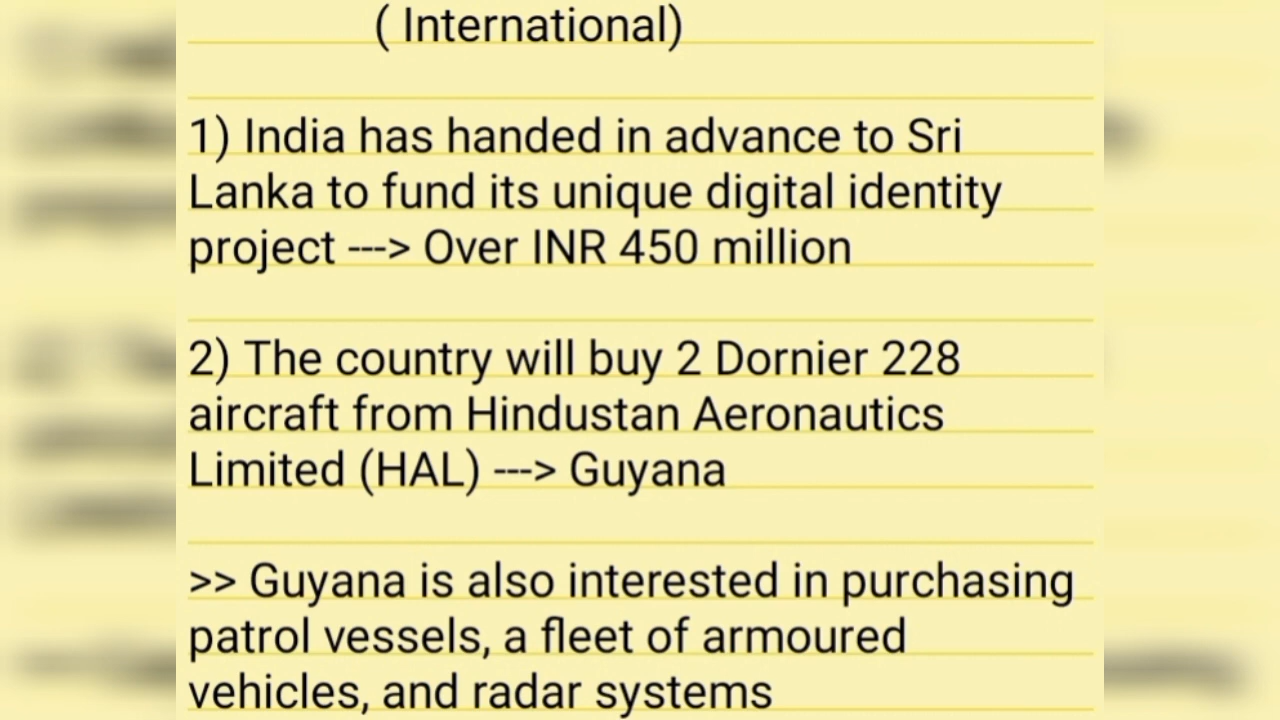 ( International)
1) India has handed in advance to Sri
Lanka to fund its unique digital identity
project ---> Over INR 450 million
2) The country will buy 2 Dornier 228
aircraft from Hindustan Aeronautics
Limited (HAL) ---> Guyana
>> Guyana is also interested in purchasing
patrol vessels, a fleet of armoured
vehicles, and radar systems